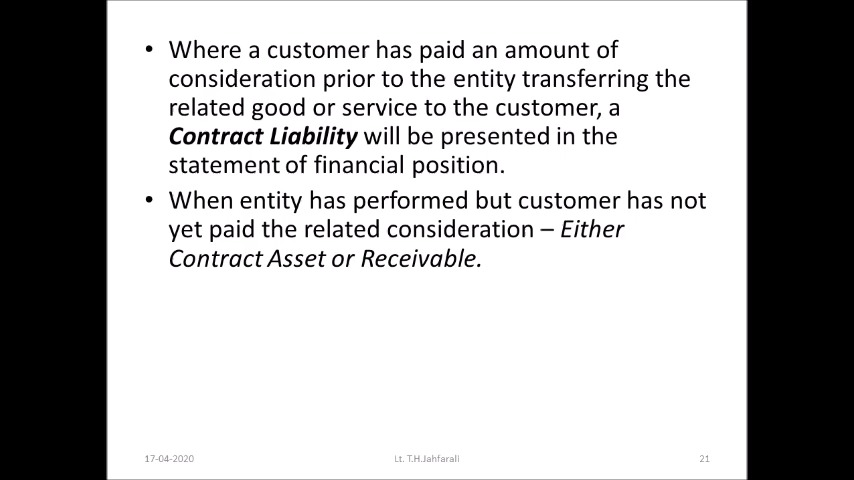 • Where a customer has paid an amount of
consideration prior to the entity transferring the
related good or service to the customer, a
Contract Liability will be presented in the
statement of financial position.
• When entity has performed but customer has not
yet paid the related consideration – Either
Contract Asset or Receivable.
17-04-2020
Lt. T.H.Jahfarali
21